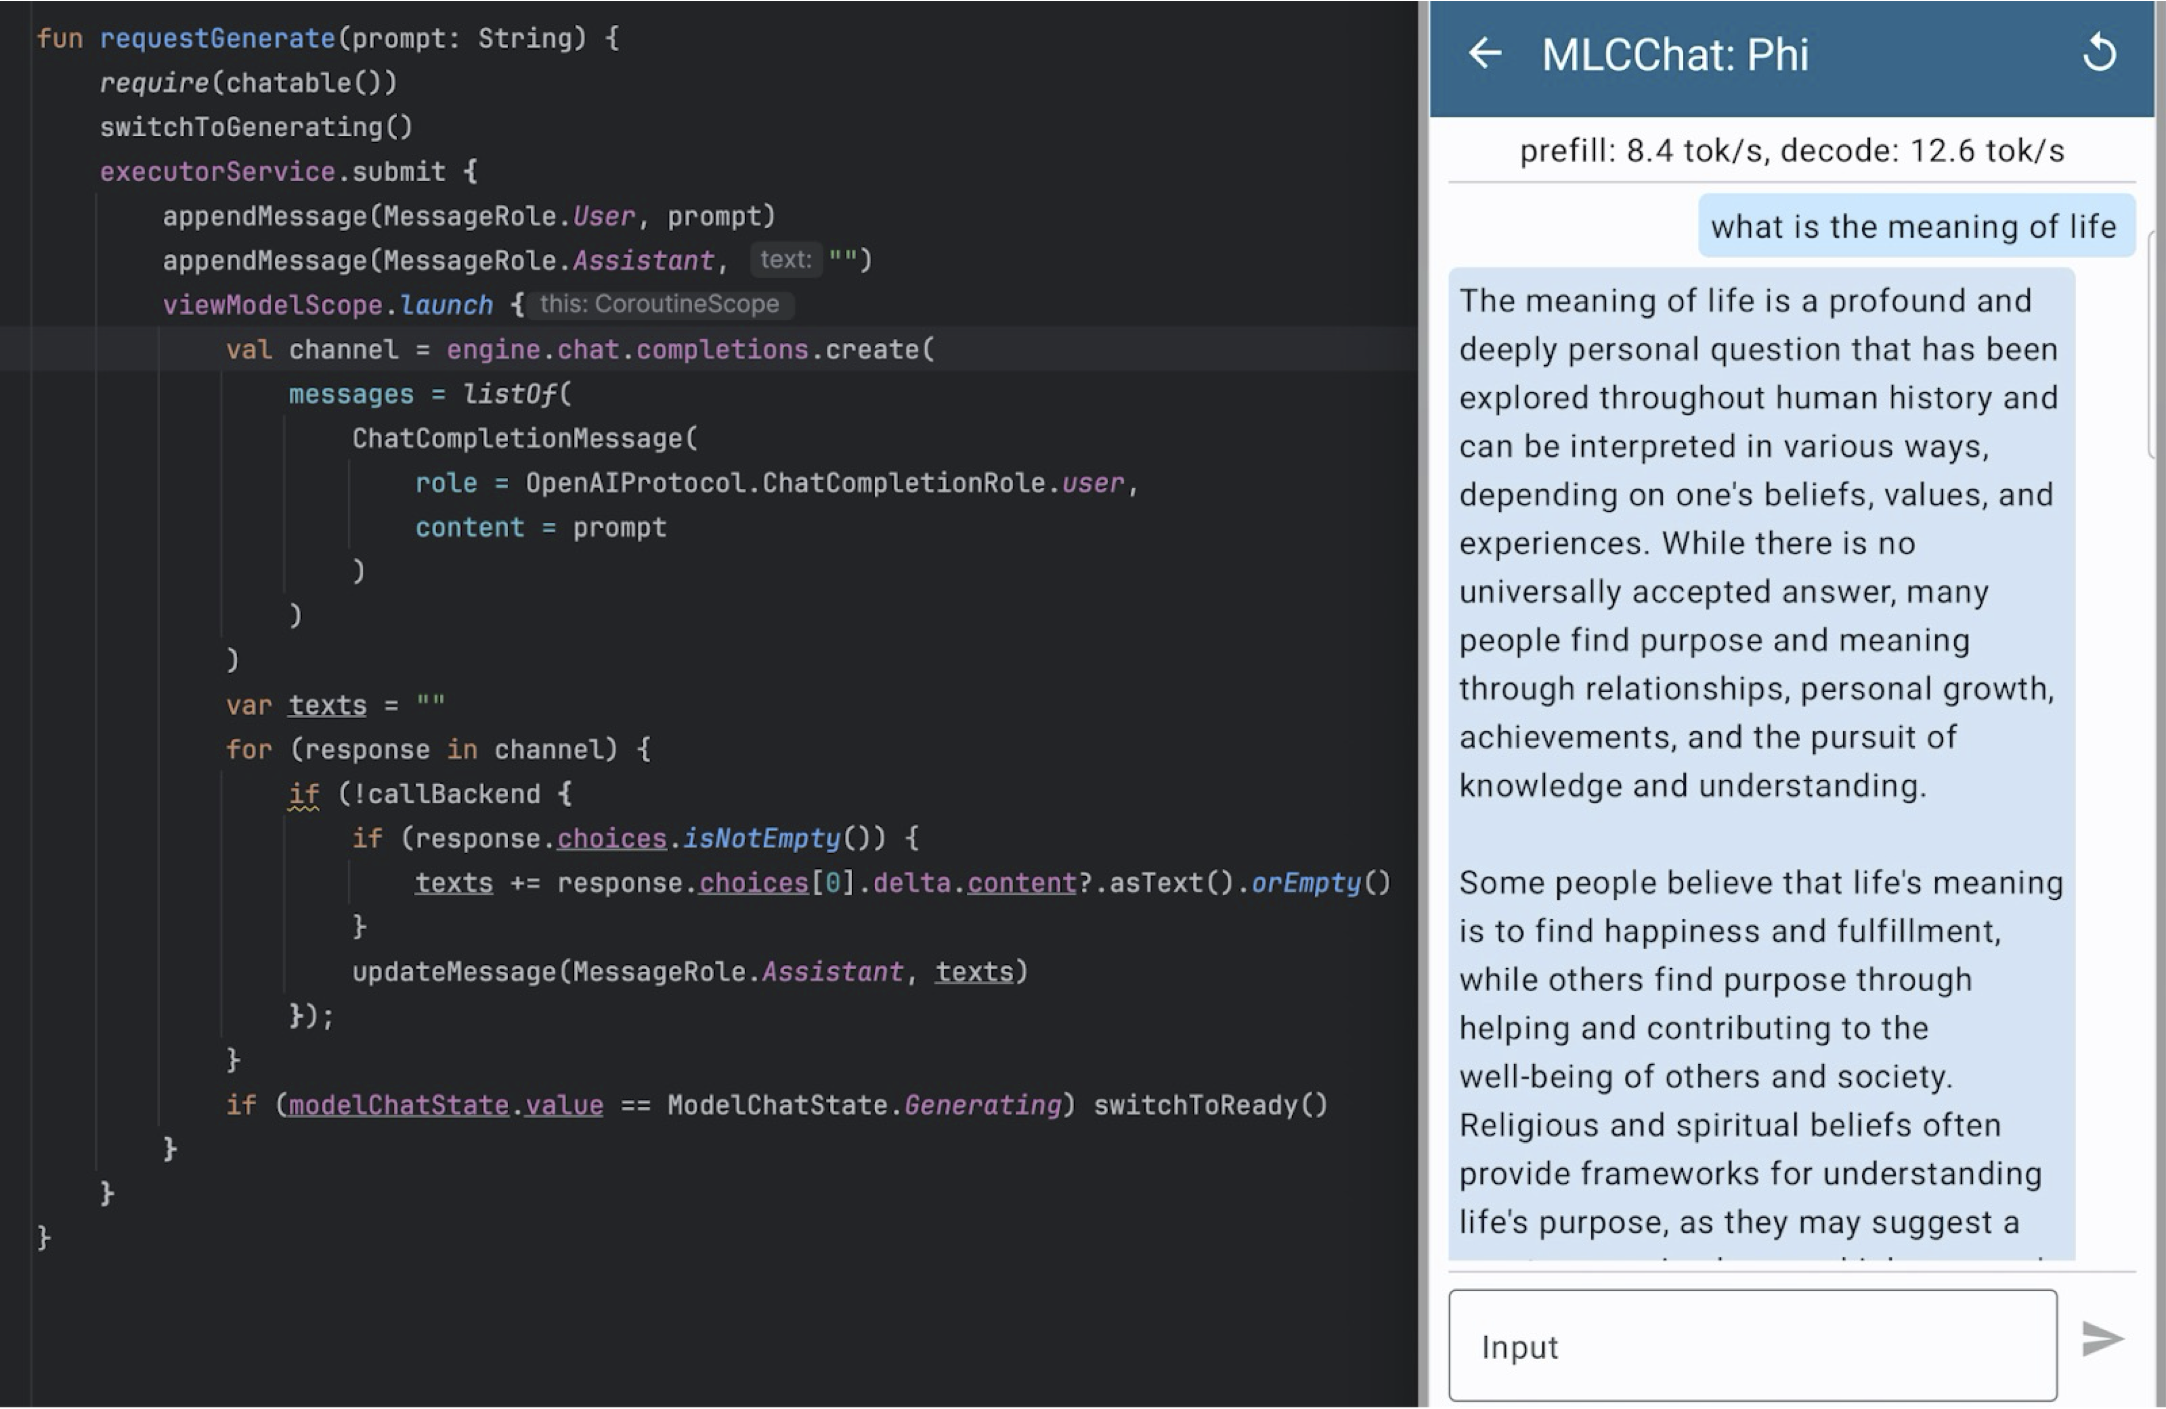 fun requestGenerate(prompt: String) {
require(chatable())
switchToGenerating()
executorService.submit {
appendMessage(MessageRole.User, prompt)
appendMessage(MessageRole.Assistant, text: "")
viewModelScope.launch { this: CoroutineScope
val channel = engine.chat.completions.create(
messages = listOf(
ChatCompletionMessage(
role = OpenAIProtocol.ChatCompletionRole.user,
content = prompt
)
)
)
var texts = ""
for (response in channel) {
if (!callBackend {
if (response.choices.isNotEmpty()) {
texts += response.choices[0].delta.content?.asText().orEmpty()
}
updateMessage(MessageRole.Assistant, texts)
});
}
if (modelChatState.value == ModelChatState.Generating) switchToReady()
}
}
}
MLCChat: Phi
prefill: 8.4 tok/s, decode: 12.6 tok/s
what is the meaning of life
The meaning of life is a profound and
deeply personal question that has been
explored throughout human history and
can be interpreted in various ways,
depending on one's beliefs, values, and
experiences. While there is no
universally accepted answer, many
people find purpose and meaning
through relationships, personal growth,
achievements, and the pursuit of
knowledge and understanding.
Some people believe that life's meaning
is to find happiness and fulfillment,
while others find purpose through
helping and contributing to the
well-being of others and society.
Religious and spiritual beliefs often
provide frameworks for understanding
life's purpose, as they may suggest a
Input